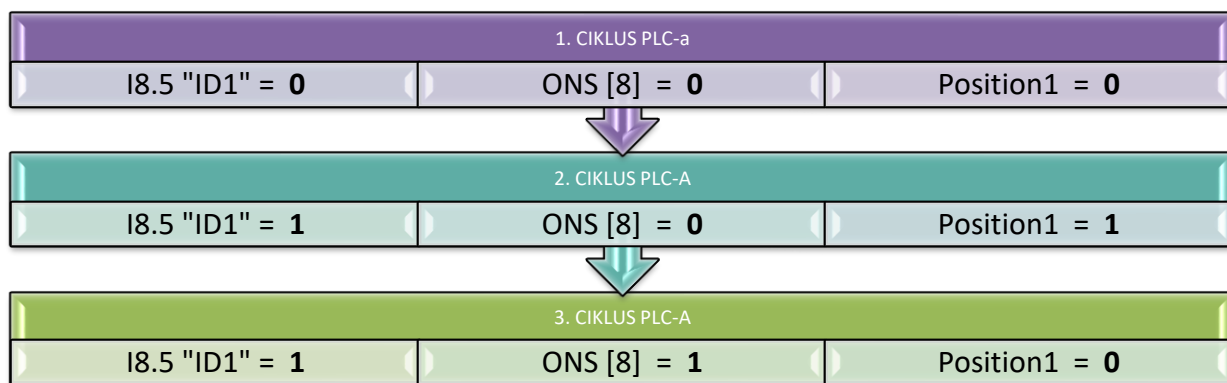 1. CIKLUS PLC-a
I8.5 "ID1" = 0 ONS [8] = 0 Position1 = 0
2. CIKLUS PLC-A
I8.5 "ID1" = 1 ONS [8] = 0 Position1 = 1
3. CIKLUS PLC-A
I8.5 "ID1" = 1 ONS [8] = 1 Position1 = 0